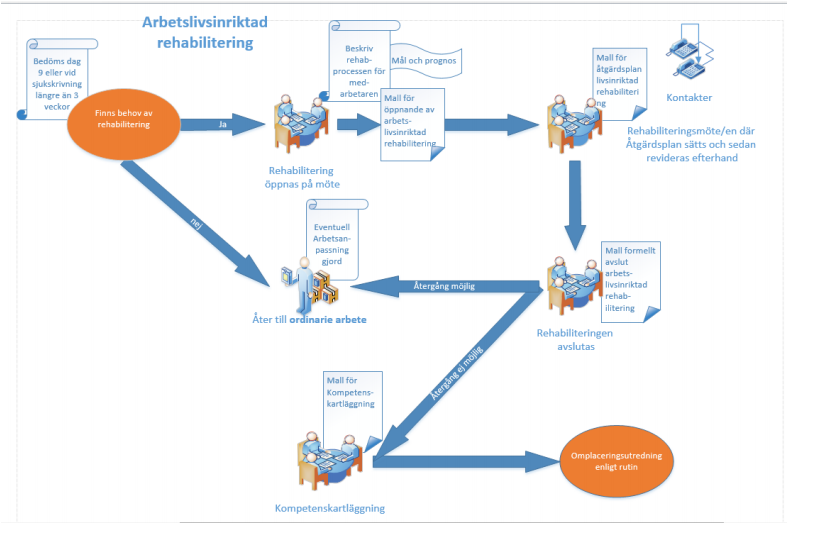 Arbetslivsinriktad
rehabilitering
Bedöms dag
9 eller vid
sjukskrivning
längre än 3
veckor
Finns behov av
rehabilitering
Ja
nej
Beskriv
rehab-
processen för
med-
arbetaren
Mål och prognos
Mall för
öppnande av
arbets-
livsinriktad
rehabilitering
Rehabilitering
öppnas på möte
Mall för
åtgärdsplan
livsinriktad
rehabiliteri
ng
Kontakter
Rehabiliteringsmöte/en där
Åtgärdsplan sätts och sedan
revideras efterhand
Eventuell
Arbetsan-
passning
gjord
Åter till ordinarie arbete
Återgång möjlig
Mall formellt
avslut
arbets-
livsinriktad
rehab-
ilitering
Rehabiliteringen
avslutas
Återgång ej möjlig
Mall för
Kompetens-
kartläggning
Kompetenskartläggning
Omplaceringsutredning
enligt rutin